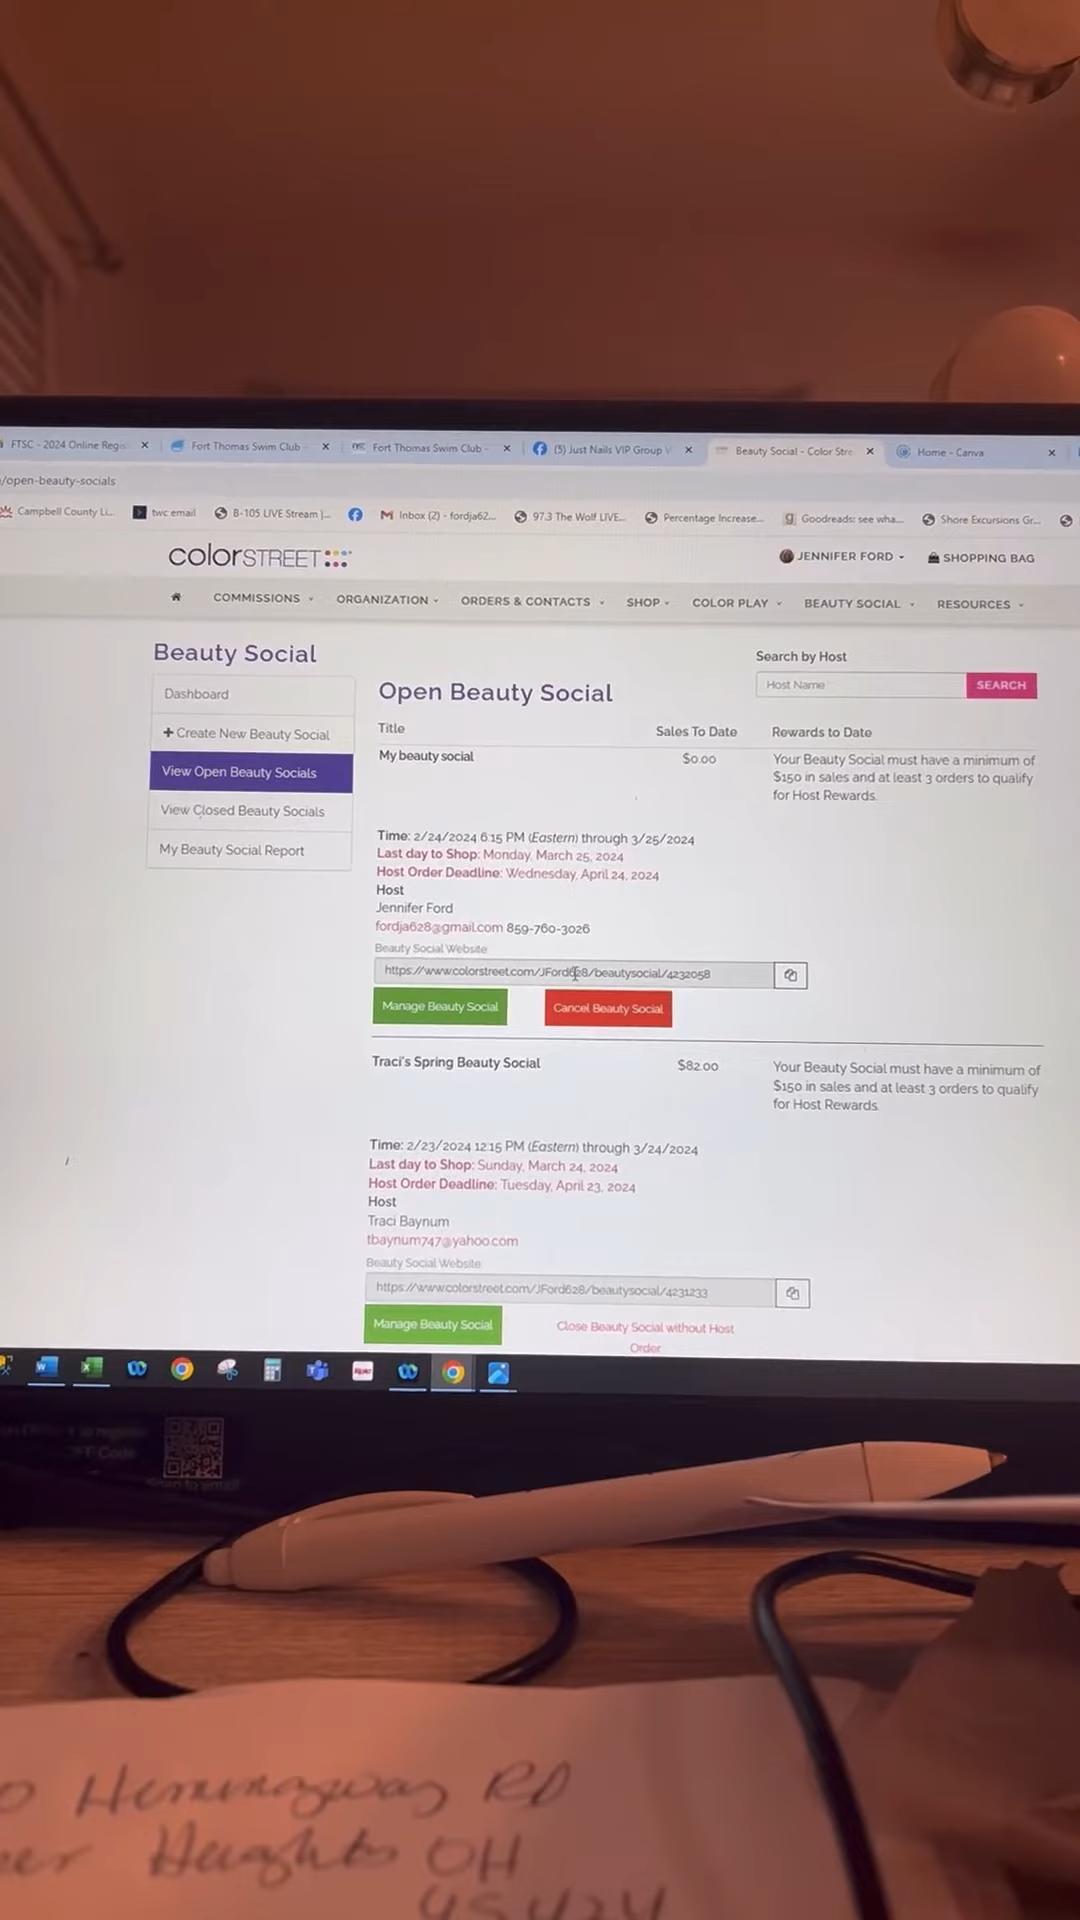 FTSC - 2024 Online Regis
Fort Thomas Swim Club -
Fort Thomas Swim Club -
(5) Just Nails VIP Group V
Beauty Social - Color Stre
Home - Canva
/open-beauty-socials
Campbell County Li...
twc email
B-105 LIVE Stream |...
Inbox (2) - fordja62...
97.3 The Wolf LIVE...
Percentage Increase...
Goodreads: see wha...
Shore Excursions Gr...
colorSTREET
JENNIFER FORD
SHOPPING BAG
COMMISSIONS
ORGANIZATION
ORDERS & CONTACTS
SHOP
COLOR PLAY
BEAUTY SOCIAL
RESOURCES
Beauty Social
Dashboard
+ Create New Beauty Social
View Open Beauty Socials
View Closed Beauty Socials
My Beauty Social Report
Search by Host
Host Name
SEARCH
Open Beauty Social
Title
Sales To Date
Rewards to Date
My beauty social
$0.00
Your Beauty Social must have a minimum of
$150 in sales and at least 3 orders to qualify
for Host Rewards.
Time: 2/24/2024 6:15 PM (Eastern) through 3/25/2024
Last day to Shop: Monday, March 25, 2024
Host Order Deadline: Wednesday, April 24, 2024
Host
Jennifer Ford
fordja628@gmail.com 859-760-3026
Beauty Social Website
https://www.colorstreet.com/JFord628/beautysocial/4232058
Manage Beauty Social
Cancel Beauty Social
Traci's Spring Beauty Social
$82.00
Your Beauty Social must have a minimum of
$150 in sales and at least 3 orders to qualify
for Host Rewards.
Time: 2/23/2024 12:15 PM (Eastern) through 3/24/2024
Last day to Shop: Sunday, March 24, 2024
Host Order Deadline: Tuesday, April 23, 2024
Host
Traci Baynum
tbaynum747@yahoo.com
Beauty Social Website
https://www.colorstreet.com/JFord628/beautysocial/4231233
Manage Beauty Social
Close Beauty Social without Host
Order
Hemingway RD
Heights OH
45424